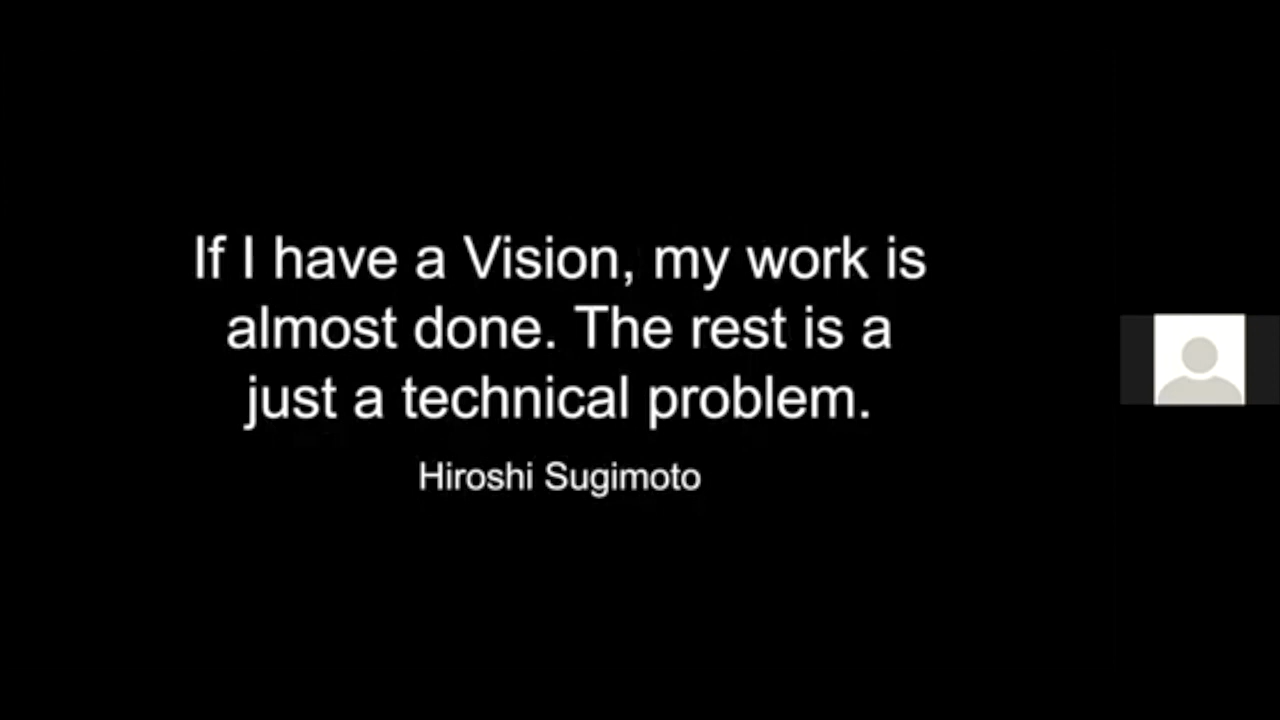 If I have a Vision, my work is
almost done. The rest is a
just a technical problem.
Hiroshi Sugimoto